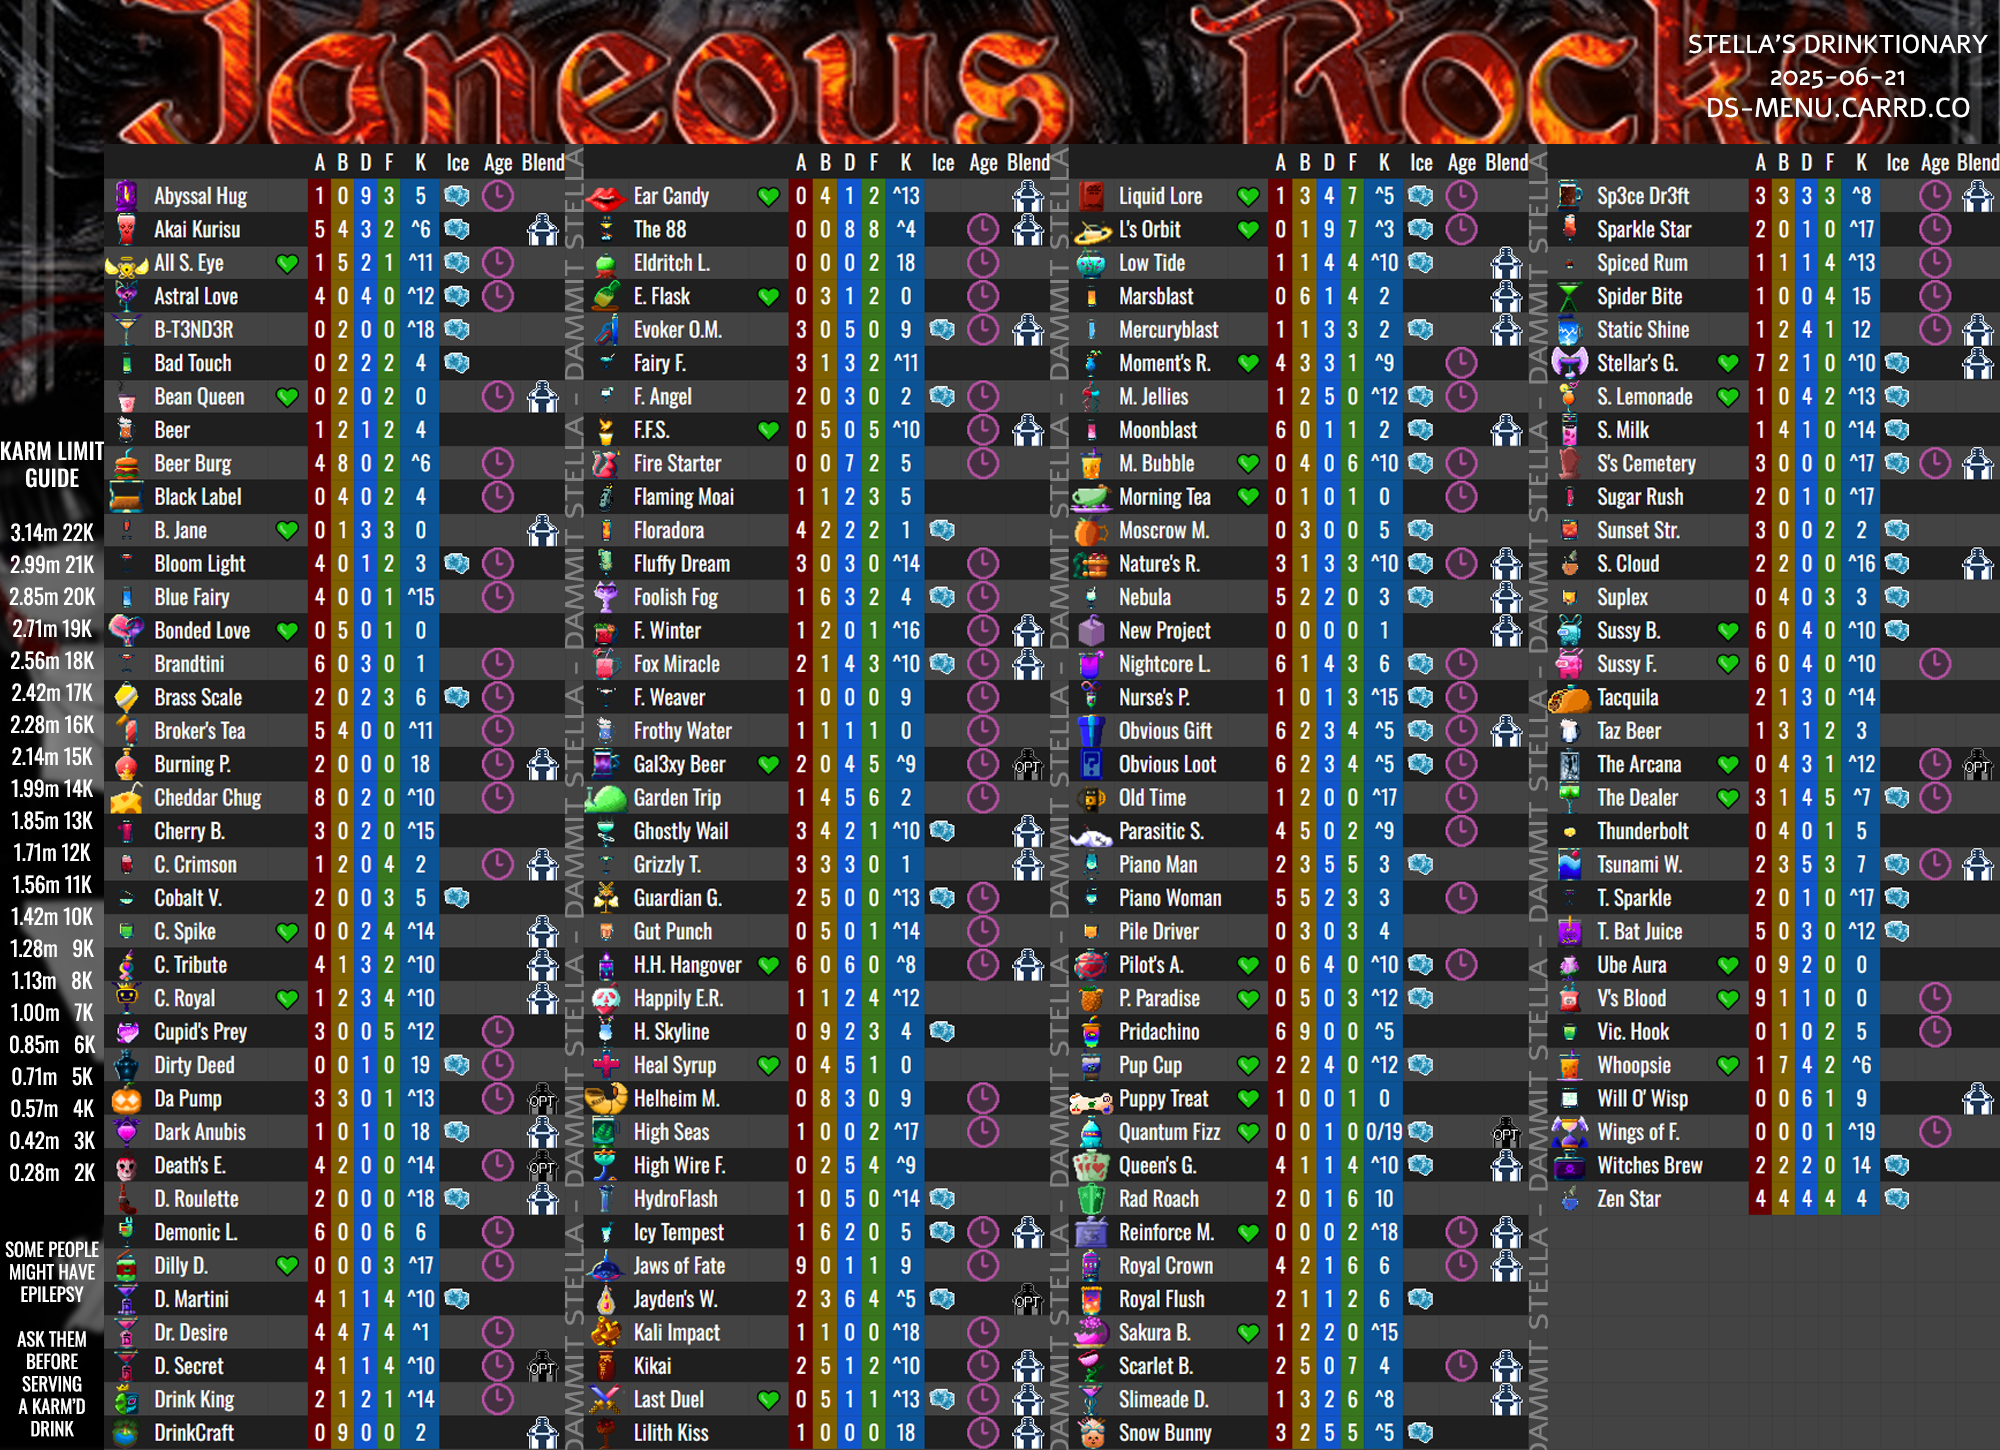 Igneous Rocks
STELLA'S DRINKTIONARY
2025-06-21
DS-MENU.CARRD.CO
A B D F K Ice Age Blend
Abyssal Hug 1 0 9 3 5
Akai Kurisu 5 4 3 2 ^6
All S. Eye 1 5 2 1 ^11
Astral Love 4 0 4 0 ^12
B-T3ND3R 0 2 0 0 ^18
Bad Touch 0 2 2 2 4
Bean Queen 0 2 0 2 0
Beer 1 2 1 2 4
Beer Burg 4 8 0 2 ^6
Black Label 0 4 0 2 4
B. Jane 0 1 3 3 0
Bloom Light 4 0 1 2 3
Blue Fairy 4 0 0 1 ^15
Bonded Love 0 5 0 1 0
Brandtini 6 0 3 0 1
Brass Scale 2 0 2 3 6
Broker's Tea 5 4 0 0 ^11
Burning P. 2 0 0 0 18
Cheddar Chug 8 0 2 0 ^10
Cherry B. 3 0 2 0 ^15
C. Crimson 1 2 0 4 2
Cobalt V. 2 0 0 3 5
C. Spike 0 0 2 4 ^14
C. Tribute 4 1 3 2 ^10
C. Royal 1 2 3 4 ^10
Cupid's Prey 3 0 0 5 ^12
Dirty Deed 0 0 1 0 19
Da Pump 3 3 0 1 ^13 OPT
Dark Anubis 1 0 1 0 18
Death's E. 4 2 0 0 ^14 OPT
D. Roulette 2 0 0 0 ^18
Demonic L. 6 0 0 6 6
Dilly D. 0 0 0 3 ^17
D. Martini 4 1 1 4 ^10
Dr. Desire 4 4 7 4 ^1
D. Secret 4 1 1 4 ^10 OPT
Drink King 2 1 2 1 ^14
DrinkCraft 0 9 0 0 2
DAMMIT STELLA - DAMMIT STELLA - DAMMIT STELLA - DAMMIT STELLA - DAMMIT STELLA
A B D F K Ice Age Blend
Ear Candy 0 4 1 2 ^13
The 88 0 0 8 8 ^4
Eldritch L. 0 0 0 2 18
E. Flask 0 3 1 2 0
Evoker O.M. 3 0 5 0 9
Fairy F. 3 1 3 2 ^11
F. Angel 2 0 3 0 2
F.F.S. 0 5 0 5 ^10
Fire Starter 0 0 7 2 5
Flaming Moai 1 1 2 3 5
Floradora 4 2 2 2 1
Fluffy Dream 3 0 3 0 ^14
Foolish Fog 1 6 3 2 4
F. Winter 1 2 0 1 ^16
Fox Miracle 2 1 4 3 ^10
F. Weaver 1 0 0 0 9
Frothy Water 1 1 1 1 0
Gal3xy Beer 2 0 4 5 ^9 OPT
Garden Trip 1 4 5 6 2
Ghostly Wail 3 4 2 1 ^10
Grizzly T. 3 3 3 0 1
Guardian G. 2 5 0 0 ^13
Gut Punch 0 5 0 1 ^14
H.H. Hangover 6 0 6 0 ^8
Happily E.R. 1 1 2 4 ^12
H. Skyline 0 9 2 3 4
Heal Syrup 0 4 5 1 0
Helheim M. 0 8 3 0 9
High Seas 1 0 0 2 ^17
High Wire F. 0 2 5 4 ^9
HydroFlash 1 0 5 0 ^14
Icy Tempest 1 6 2 0 5
Jaws of Fate 9 0 1 1 9
Jayden's W. 2 3 6 4 ^5 OPT
Kali Impact 1 1 0 0 ^18
Kikai 2 5 1 2 ^10
Last Duel 0 5 1 1 ^13
Lilith Kiss 1 0 0 0 18
DAMMIT STELLA - DAMMIT STELLA - DAMMIT STELLA - DAMMIT STELLA - DAMMIT STELLA
A B D F K Ice Age Blend
Liquid Lore 1 3 4 7 ^5
L's Orbit 0 1 9 7 ^3
Low Tide 1 1 4 4 ^10
Marsblast 0 6 1 4 2
Mercuryblast 1 1 3 3 2
Moment's R. 4 3 3 1 ^9
M. Jellies 1 2 5 0 ^12
Moonblast 6 0 1 1 2
M. Bubble 0 4 0 6 ^10
Morning Tea 0 1 0 1 0
Moscrow M. 0 3 0 0 5
Nature's R. 3 1 3 3 ^10
Nebula 5 2 2 0 3
New Project 0 0 0 0 1
Nightcore L. 6 1 4 3 6
Nurse's P. 1 0 1 3 ^15
Obvious Gift 6 2 3 4 ^5
Obvious Loot 6 2 3 4 ^5
Old Time 1 2 0 0 ^17
Parasitic S. 4 5 0 2 ^9
Piano Man 2 3 5 5 3
Piano Woman 5 5 2 3 3
Pile Driver 0 3 0 3 4
Pilot's A. 0 6 4 0 ^10
P. Paradise 0 5 0 3 ^12
Pridachino 6 9 0 0 ^5
Pup Cup 2 2 4 0 ^12
Puppy Treat 1 0 0 1 0
Quantum Fizz 0 0 1 0 0/19 OPT
Queen's G. 4 1 1 4 ^10
Rad Roach 2 0 1 6 10
Reinforce M. 0 0 0 2 ^18
Royal Crown 4 2 1 6 6
Royal Flush 2 1 1 2 6
Sakura B. 1 2 2 0 ^15
Scarlet B. 2 5 0 7 4
Slimeade D. 1 3 2 6 ^8
Snow Bunny 3 2 5 5 ^5
DAMMIT STELLA - DAMMIT STELLA - DAMMIT STELLA - DAMMIT STELLA - DAMMIT STELLA
A B D F K Ice Age Blend
Sp3ce Dr3ft 3 3 3 3 ^8
Sparkle Star 2 0 1 0 ^17
Spiced Rum 1 1 1 4 ^13
Spider Bite 1 0 0 4 15
Static Shine 1 2 4 1 12
Stellar's G. 7 2 1 0 ^10
S. Lemonade 1 0 4 2 ^13
S. Milk 1 4 1 0 ^14
S's Cemetery 3 0 0 0 ^17
Sugar Rush 2 0 1 0 ^17
Sunset Str. 3 0 0 2 2
S. Cloud 2 2 0 0 ^16
Suplex 0 4 0 3 3
Sussy B. 6 0 4 0 ^10
Sussy F. 6 0 4 0 ^10
Tacquila 2 1 3 0 ^14
Taz Beer 1 3 1 2 3
The Arcana 0 4 3 1 ^12 OPT
The Dealer 3 1 4 5 ^7
Thunderbolt 0 4 0 1 5
Tsunami W. 2 3 5 3 7
T. Sparkle 2 0 1 0 ^17
T. Bat Juice 5 0 3 0 ^12
Ube Aura 0 9 2 0 0
V's Blood 9 1 1 0 0
Vic. Hook 0 1 0 2 5
Whoopsie 1 7 4 2 ^6
Will O' Wisp 0 0 6 1 9
Wings of F. 0 0 0 1 ^19
Witches Brew 2 2 2 0 14
Zen Star 4 4 4 4 4
KARM LIMIT
GUIDE
3.14m 22K
2.99m 21K
2.85m 20K
2.71m 19K
2.56m 18K
2.42m 17K
2.28m 16K
2.14m 15K
1.99m 14K
1.85m 13K
1.71m 12K
1.56m 11K
1.42m 10K
1.28m 9K
1.13m 8K
1.00m 7K
0.85m 6K
0.71m 5K
0.57m 4K
0.42m 3K
0.28m 2K
SOME PEOPLE
MIGHT HAVE
EPILEPSY
ASK THEM
BEFORE
SERVING
A KARM'D
DRINK